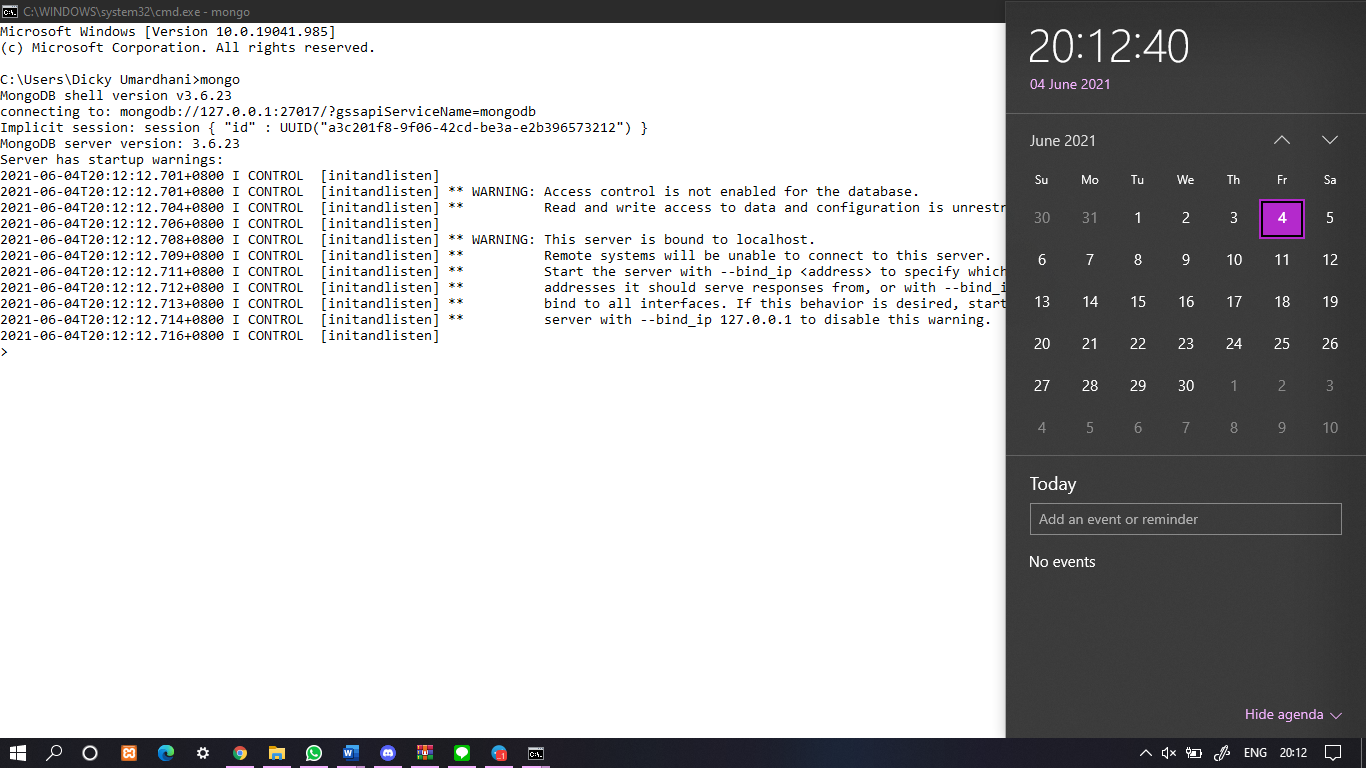 C:\WINDOWS\system32\cmd.exe - mongo
Microsoft Windows [Version 10.0.19041.985]
(c) Microsoft Corporation. All rights reserved.
C:\Users\Dicky Umardhani>mongo
MongoDB shell version v3.6.23
connecting to: mongodb://127.0.0.1:27017/?gssapiServiceName=mongodb
Implicit session: session { "id" : UUID("a3c201f8-9f06-42cd-be3a-e2b396573212") }
MongoDB server version: 3.6.23
Server has startup warnings:
2021-06-04T20:12:12.701+0800 I CONTROL  [initandlisten]
2021-06-04T20:12:12.701+0800 I CONTROL  [initandlisten] ** WARNING: Access control is not enabled for the database.
2021-06-04T20:12:12.704+0800 I CONTROL  [initandlisten] **          Read and write access to data and configuration is unrestr
2021-06-04T20:12:12.706+0800 I CONTROL  [initandlisten]
2021-06-04T20:12:12.708+0800 I CONTROL  [initandlisten] ** WARNING: This server is bound to localhost.
2021-06-04T20:12:12.709+0800 I CONTROL  [initandlisten] **          Remote systems will be unable to connect to this server.
2021-06-04T20:12:12.711+0800 I CONTROL  [initandlisten] **          Start the server with --bind_ip <address> to specify which
2021-06-04T20:12:12.712+0800 I CONTROL  [initandlisten] **          addresses it should serve responses from, or with --bind_i
2021-06-04T20:12:12.713+0800 I CONTROL  [initandlisten] **          bind to all interfaces. If this behavior is desired, start
2021-06-04T20:12:12.714+0800 I CONTROL  [initandlisten] **          server with --bind_ip 127.0.0.1 to disable this warning.
2021-06-04T20:12:12.716+0800 I CONTROL  [initandlisten]
>
20:12:40
04 June 2021
June 2021
Su Mo Tu We Th Fr Sa
30 31 1 2 3 4 5
6 7 8 9 10 11 12
13 14 15 16 17 18 19
20 21 22 23 24 25 26
27 28 29 30 1 2 3
4 5 6 7 8 9 10
Today
Add an event or reminder
No events
Hide agenda
ENG 20:12